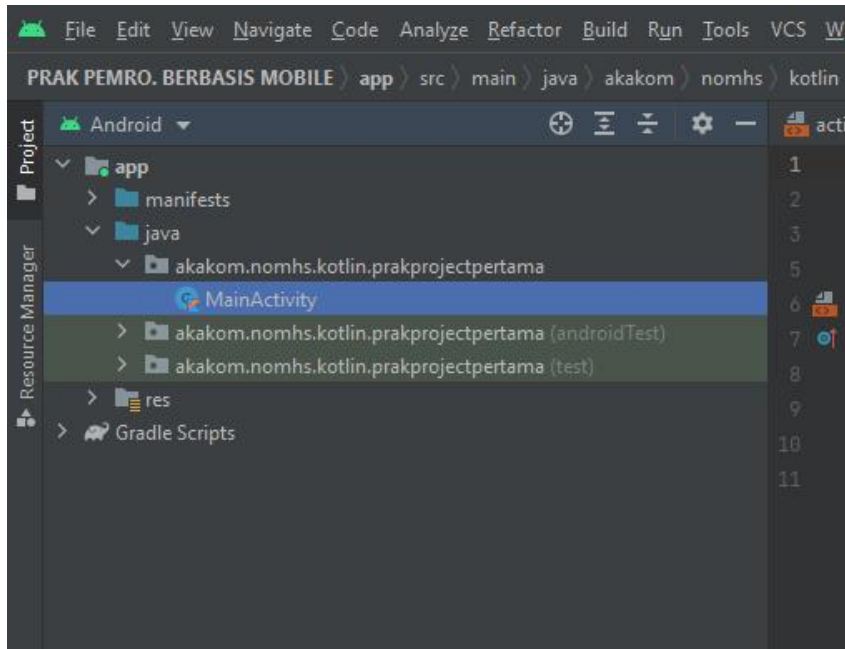 File Edit View Navigate Code Analyze Refactor Build Run Tools VCS W
PRAK PEMRO. BERBASIS MOBILE app src main java akakom nomhs kotlin
Project
Resource Manager
Android
acti
app
manifests
java
akakom.nomhs.kotlin.prakprojectpertama
MainActivity
akakom.nomhs.kotlin.prakprojectpertama (androidTest)
akakom.nomhs.kotlin.prakprojectpertama (test)
res
Gradle Scripts
1
2
3
5
6
7
8
9
10
11